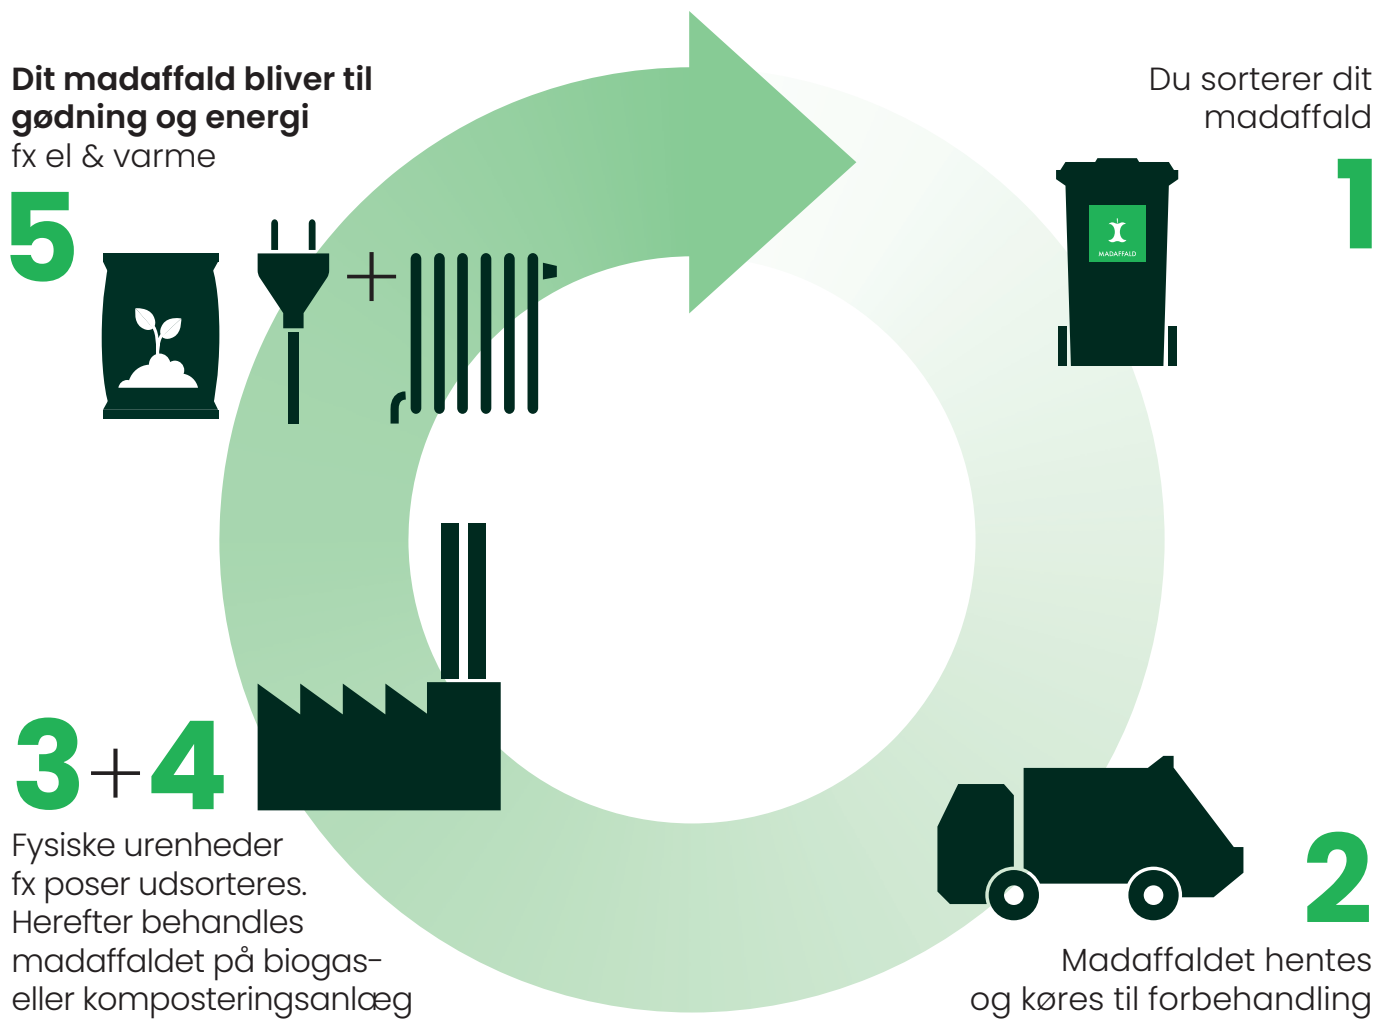 Dit madaffald bliver til
gødning og energi
fx el & varme
5
Du sorterer dit
madaffald
1
MADAFFALD
3+4
Fysiske urenheder
fx poser udsorteres.
Herefter behandles
madaffaldet på biogas-
eller komposteringsanlæg
2
Madaffaldet hentes
og køres til forbehandling